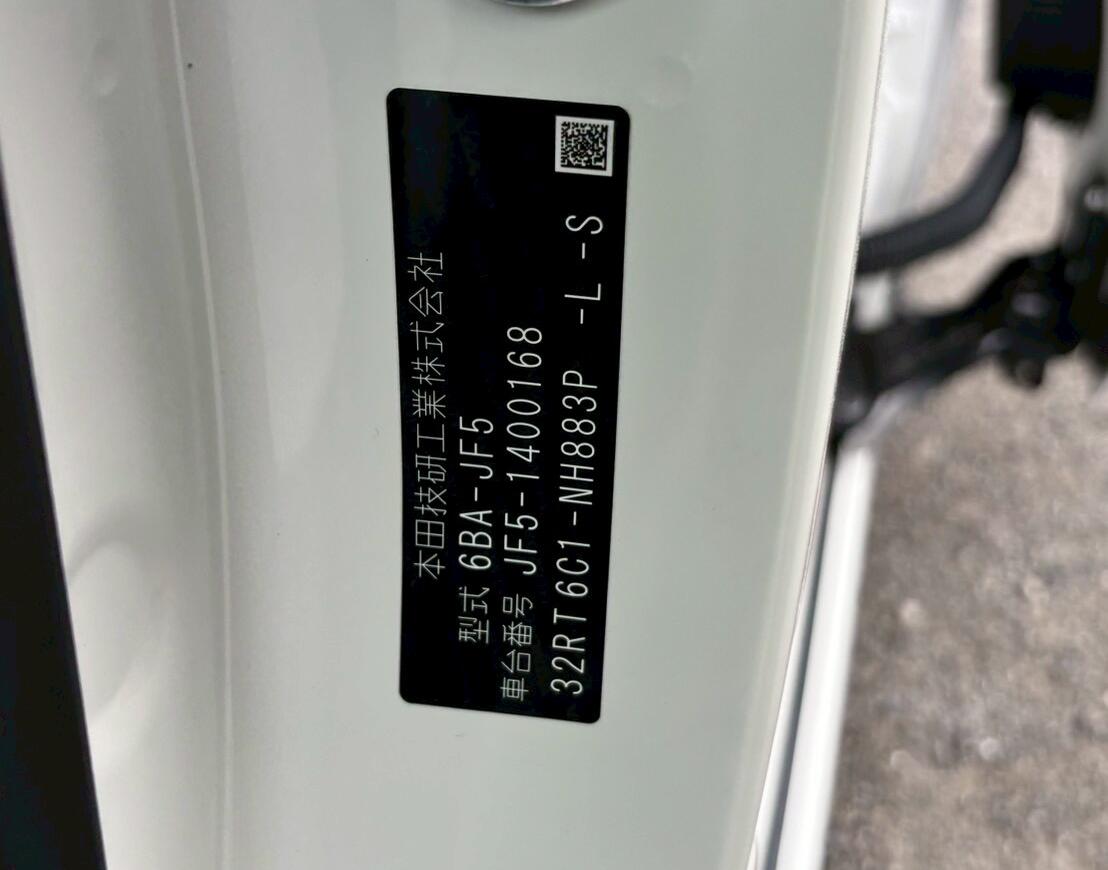 本田技研工業株式会社
型式 6BA-JF5
車台番号 JF5-1400168
32RT6C1-NH883P -L -S